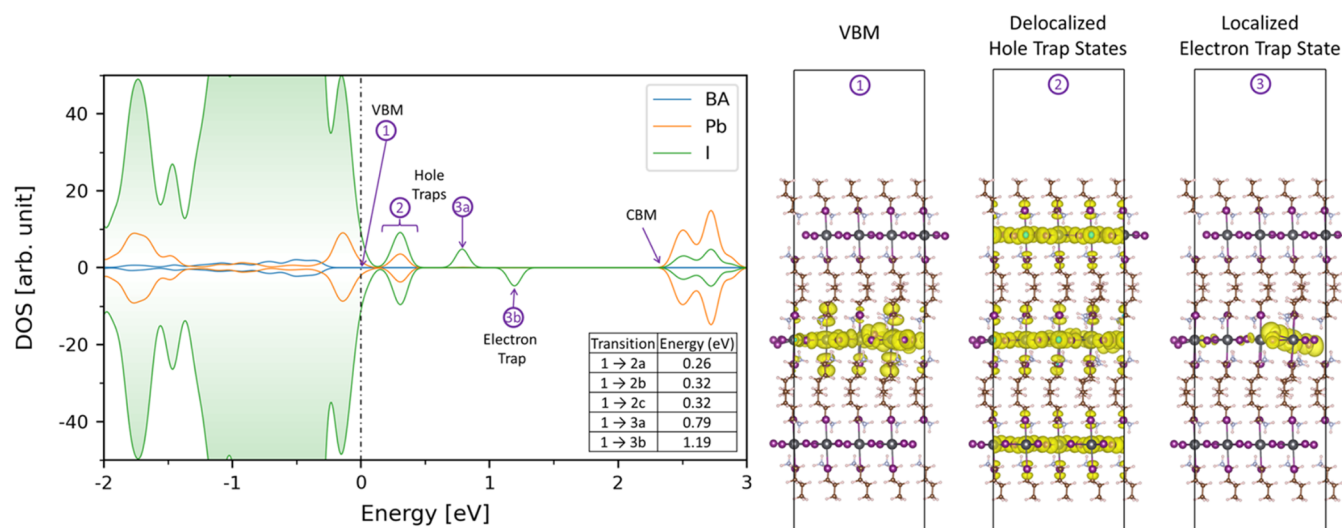 VBM
1
Delocalized
Hole Trap States
2
Localized
Electron Trap State
3
DOS [arb. unit]
40
20
0
-20
-40
-2
-1
0
1
2
3
Energy [eV]
BA
Pb
I
VBM
1
Hole
Traps
2
3a
CBM
3b
Electron
Trap
Transition Energy (eV)
1 → 2a 0.26
1 → 2b 0.32
1 → 2c 0.32
1 → 3a 0.79
1 → 3b 1.19